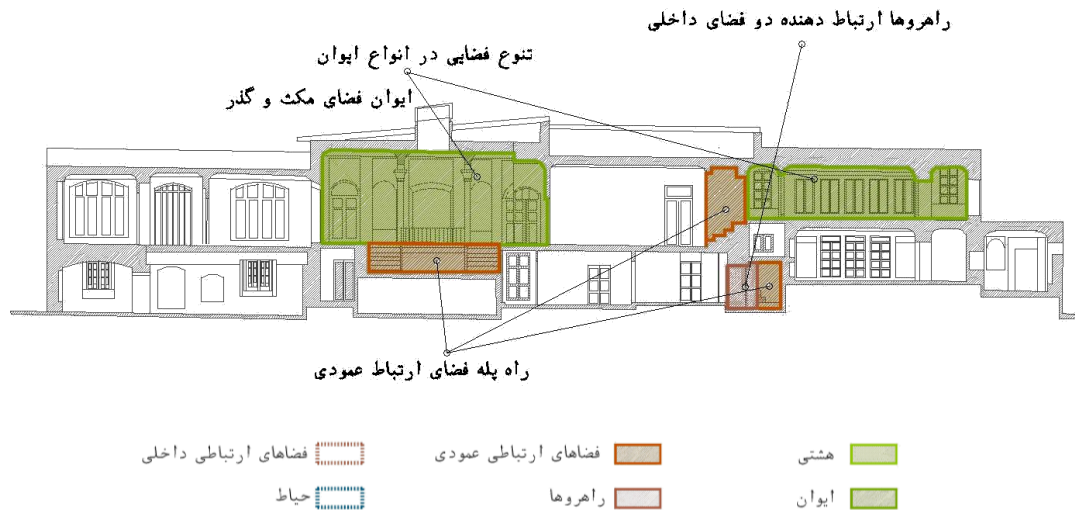 راهروها ارتباط دهنده دو فضای داخلی
تنوع فضایی در انواع ایوان
ایوان فضای مکث و گذر
راه پله فضای ارتباط عمودی
هشتی
فضاهای ارتباطی عمودی
فضاهای ارتباطی داخلی
ایوان
راهروها
حیاط